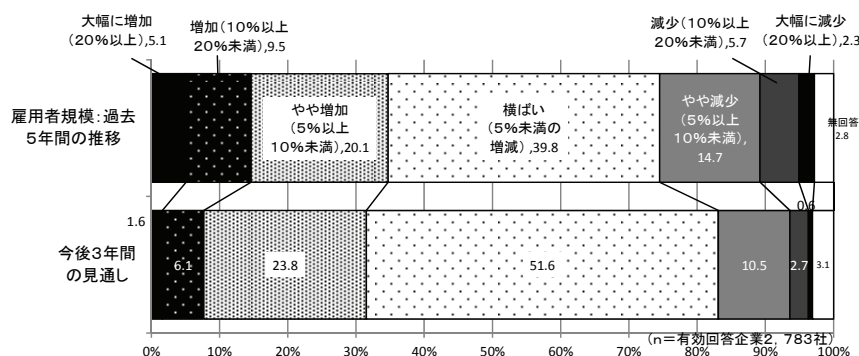 大幅に増加
(20%以上),5.1
増加(10%以上
20%未満),9.5
減少(10%以上
20%未満),5.7
大幅に減少
(20%以上),2.3
雇用者規模:過去
5年間の推移
やや増加
(5%以上
10%未満),20.1
横ばい
(5%未満の
増減),39.8
やや減少
(5%以上
10%未満),
14.7
無回答
2.8
今後3年間
の見通し
1.6
6.1
23.8
51.6
10.5
2.7
0.6
3.1
(n=有効回答企業2,783社)
0%
10%
20%
30%
40%
50%
60%
70%
80%
90%
100%